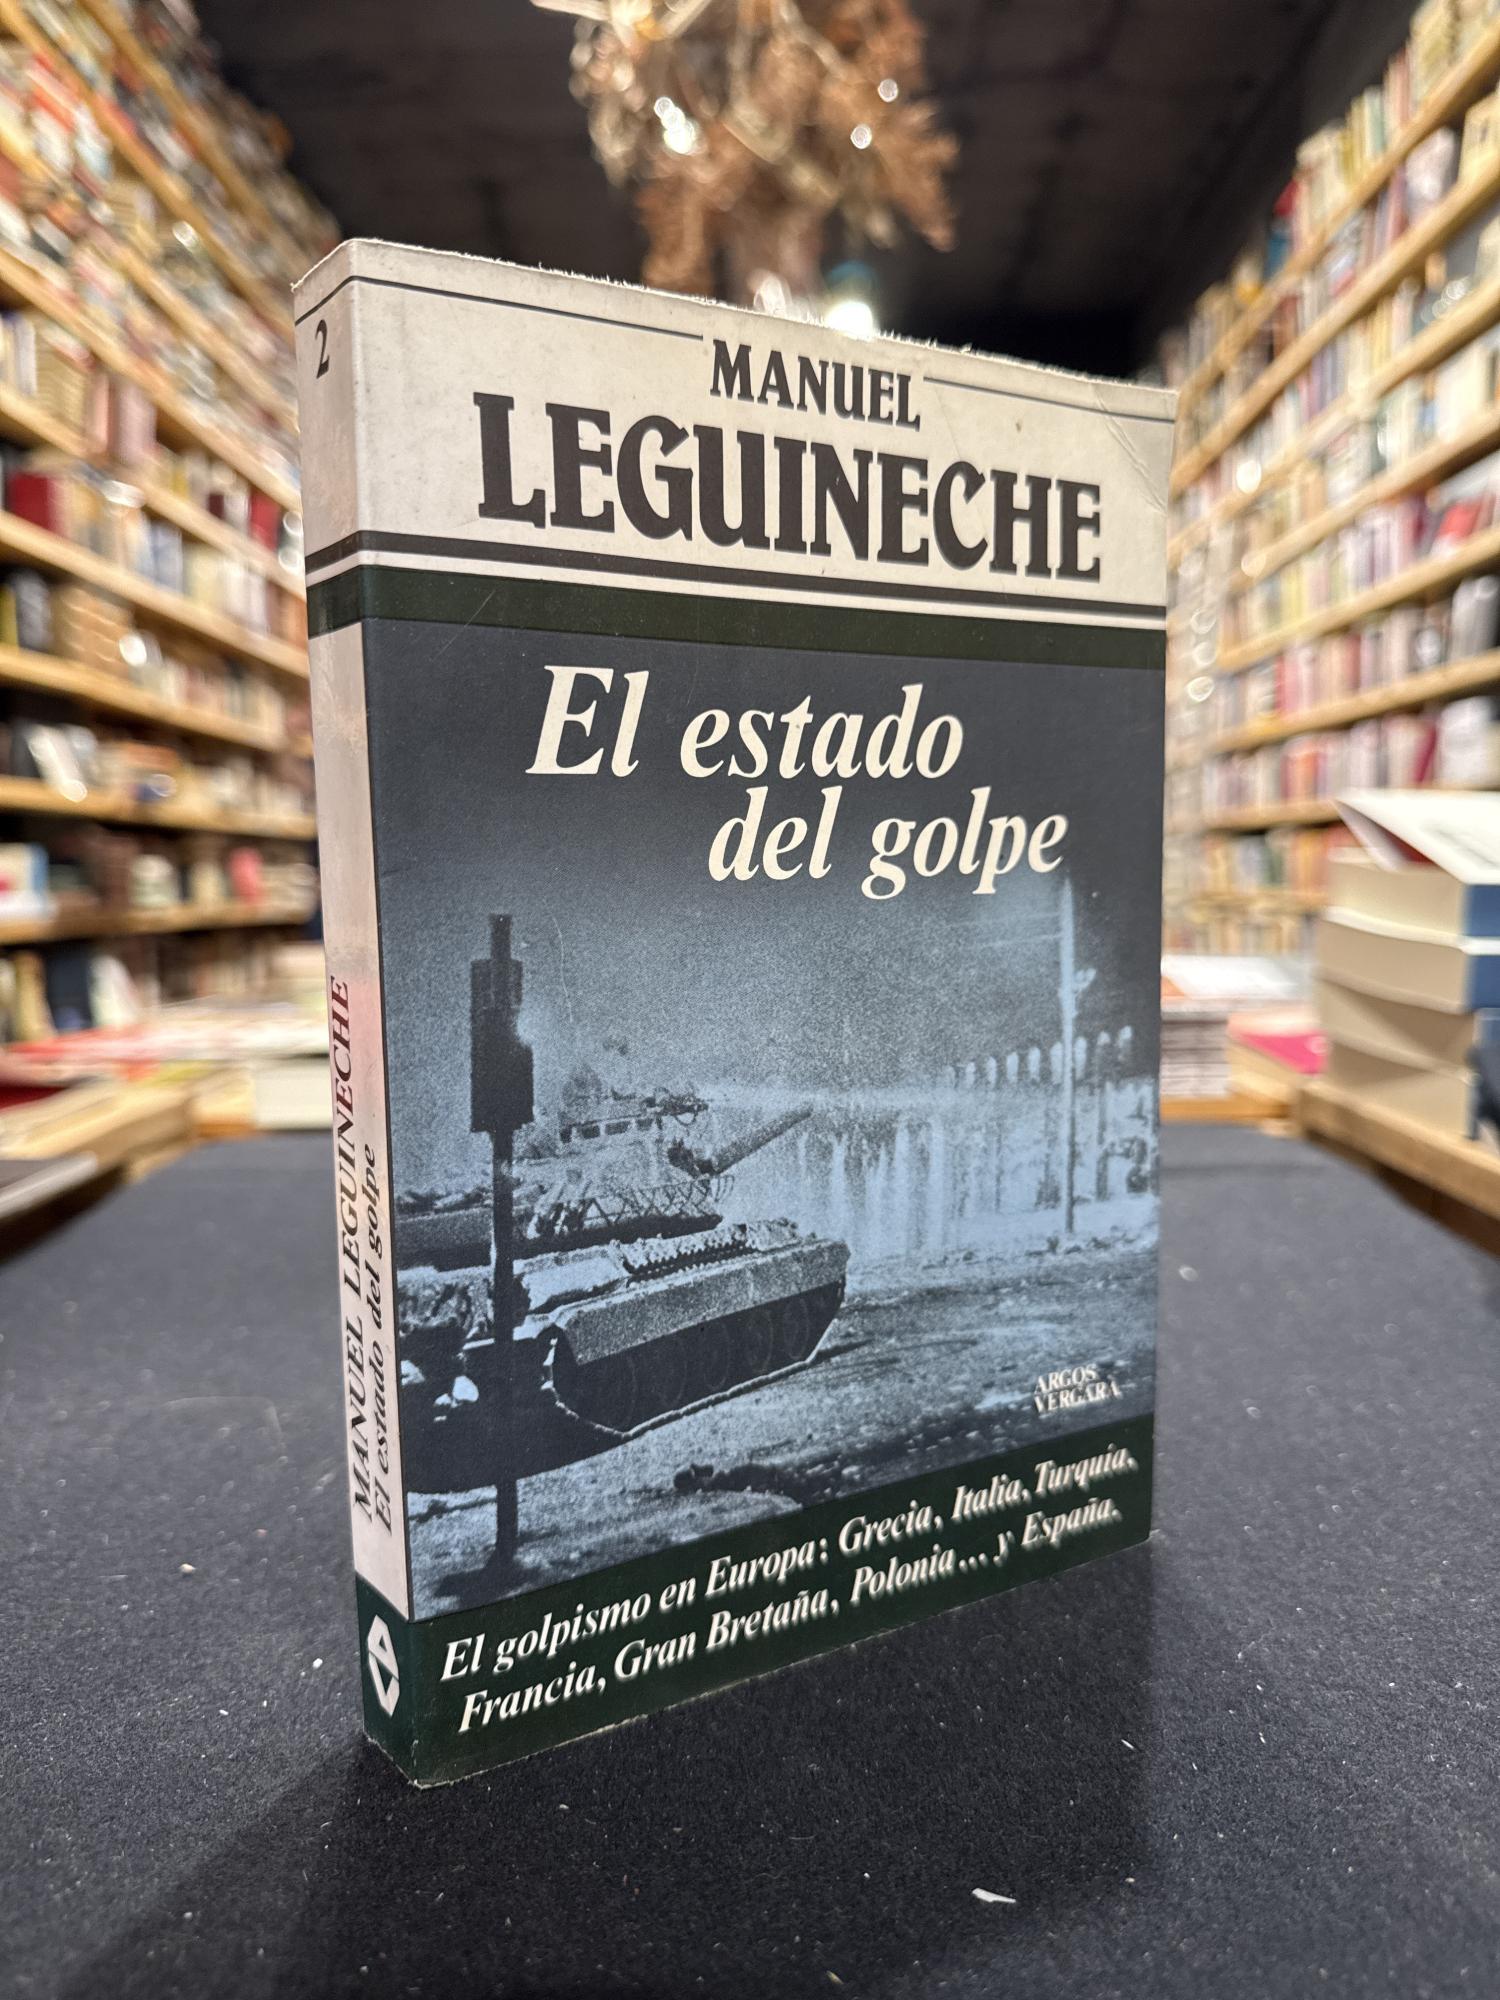 2
MANUEL
LEGUINECHE
El estado
del golpe
ARGOS
VERGARA
El golpismo en Europa: Grecia, Italia, Turquía,
Francia, Gran Bretaña, Polonia... y España.
MANUEL LEGUINECHE
El estado del golpe